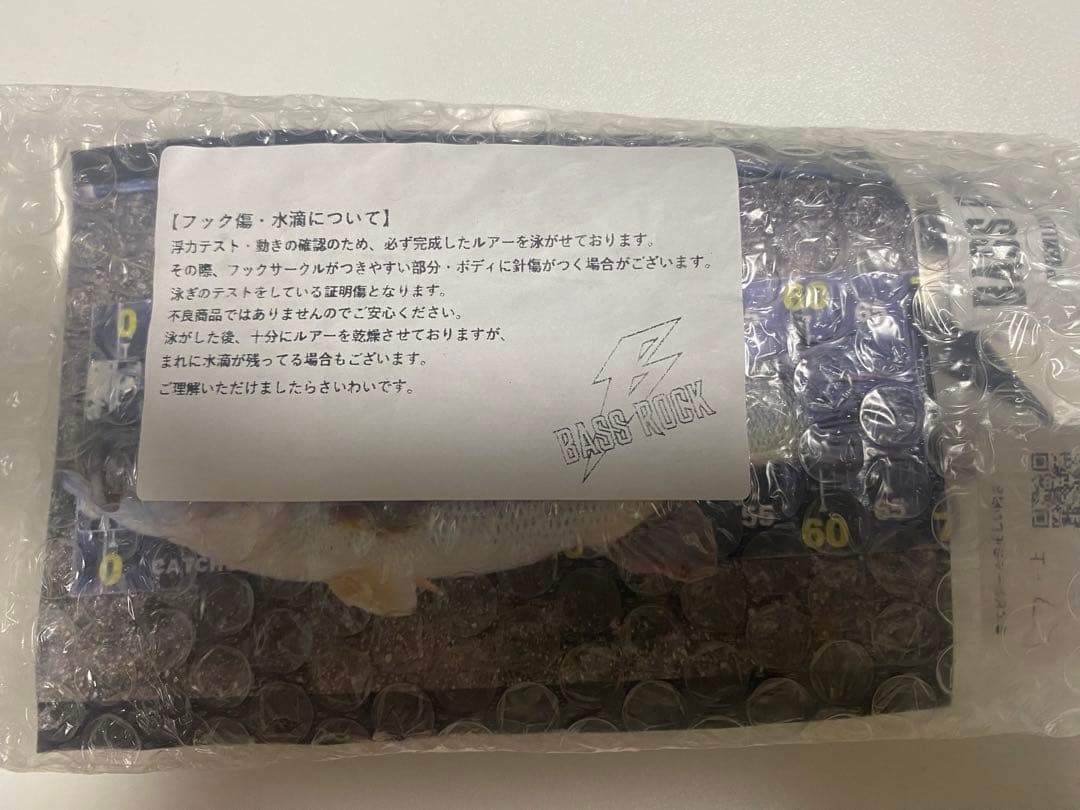 【フック傷・水滴について】
浮力テスト・動きの確認のため、必ず完成したルアーを泳がせております。
その際、フックサークルがつきやすい部分・ボディに針傷がつく場合がございます。
泳ぎのテストをしている証明傷となります。
不良商品ではありませんのでご安心ください。
泳がした後、十分にルアーを乾燥させておりますが、
まれに水滴が残ってる場合もございます。
ご理解いただけましたらさいわいです。
BASS ROCK
0
60
0
CATCH
55
60
65